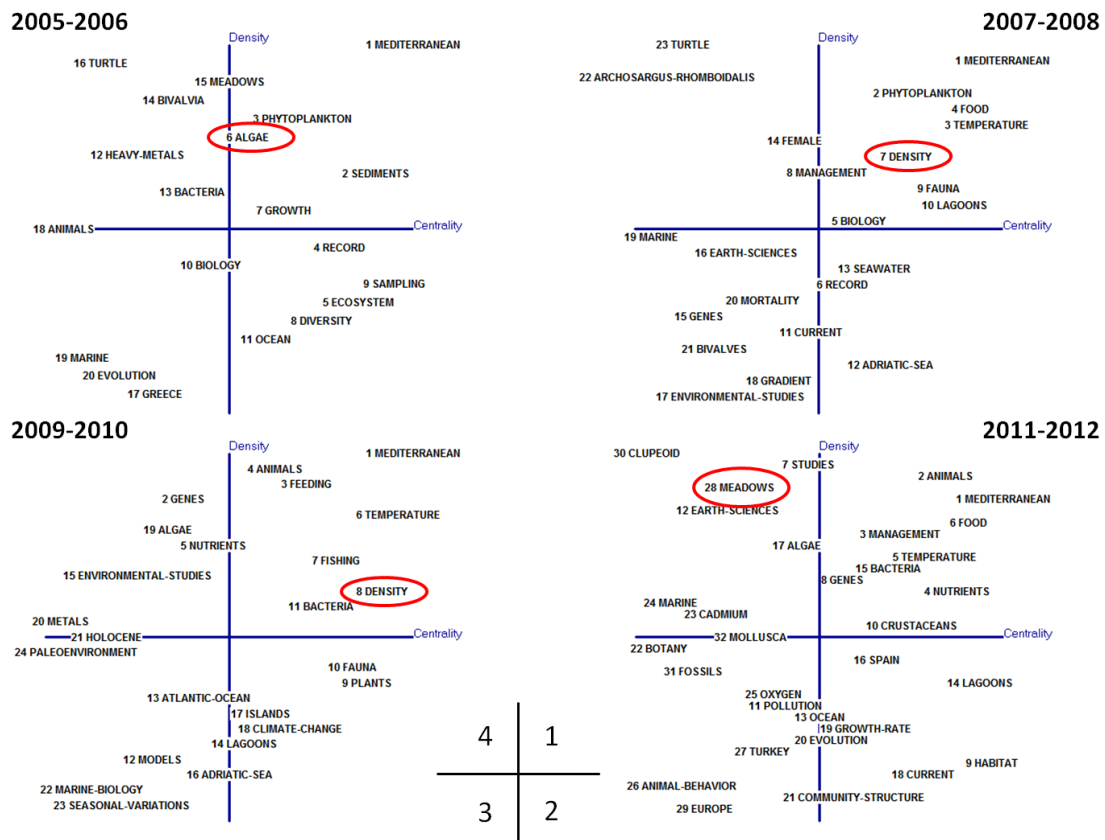 2005-2006
Density
1 MEDITERRANEAN
16 TURTLE
15 MEADOWS
14 BIVALVIA
3 PHYTOPLANKTON
6 ALGAE
12 HEAVY-METALS
2 SEDIMENTS
13 BACTERIA
7 GROWTH
Centrality
18 ANIMALS
4 RECORD
10 BIOLOGY
9 SAMPLING
5 ECOSYSTEM
8 DIVERSITY
11 OCEAN
19 MARINE
20 EVOLUTION
17 GREECE
2007-2008
Density
23 TURTLE
1 MEDITERRANEAN
22 ARCHOSARGUS-RHOMBOIDALIS
2 PHYTOPLANKTON
4 FOOD
3 TEMPERATURE
14 FEMALE
7 DENSITY
8 MANAGEMENT
9 FAUNA
10 LAGOONS
5 BIOLOGY
Centrality
19 MARINE
16 EARTH-SCIENCES
13 SEAWATER
6 RECORD
20 MORTALITY
15 GENES
11 CURRENT
21 BIVALVES
12 ADRIATIC-SEA
18 GRADIENT
17 ENVIRONMENTAL-STUDIES
2009-2010
Density
1 MEDITERRANEAN
4 ANIMALS
3 FEEDING
2 GENES
6 TEMPERATURE
19 ALGAE
5 NUTRIENTS
7 FISHING
15 ENVIRONMENTAL-STUDIES
8 DENSITY
11 BACTERIA
20 METALS
21 HOLOCENE
Centrality
24 PALEOENVIRONMENT
10 FAUNA
9 PLANTS
13 ATLANTIC-OCEAN
17 ISLANDS
18 CLIMATE-CHANGE
14 LAGOONS
12 MODELS
16 ADRIATIC-SEA
22 MARINE-BIOLOGY
23 SEASONAL-VARIATIONS
2011-2012
Density
30 CLUPEOID
7 STUDIES
2 ANIMALS
28 MEADOWS
1 MEDITERRANEAN
12 EARTH-SCIENCES
6 FOOD
3 MANAGEMENT
17 ALGAE
5 TEMPERATURE
15 BACTERIA
8 GENES
4 NUTRIENTS
24 MARINE
23 CADMIUM
10 CRUSTACEANS
32 MOLLUSCA
Centrality
22 BOTANY
16 SPAIN
31 FOSSILS
14 LAGOONS
25 OXYGEN
11 POLLUTION
13 OCEAN
19 GROWTH-RATE
20 EVOLUTION
27 TURKEY
9 HABITAT
18 CURRENT
26 ANIMAL-BEHAVIOR
21 COMMUNITY-STRUCTURE
29 EUROPE
4 1
3 2